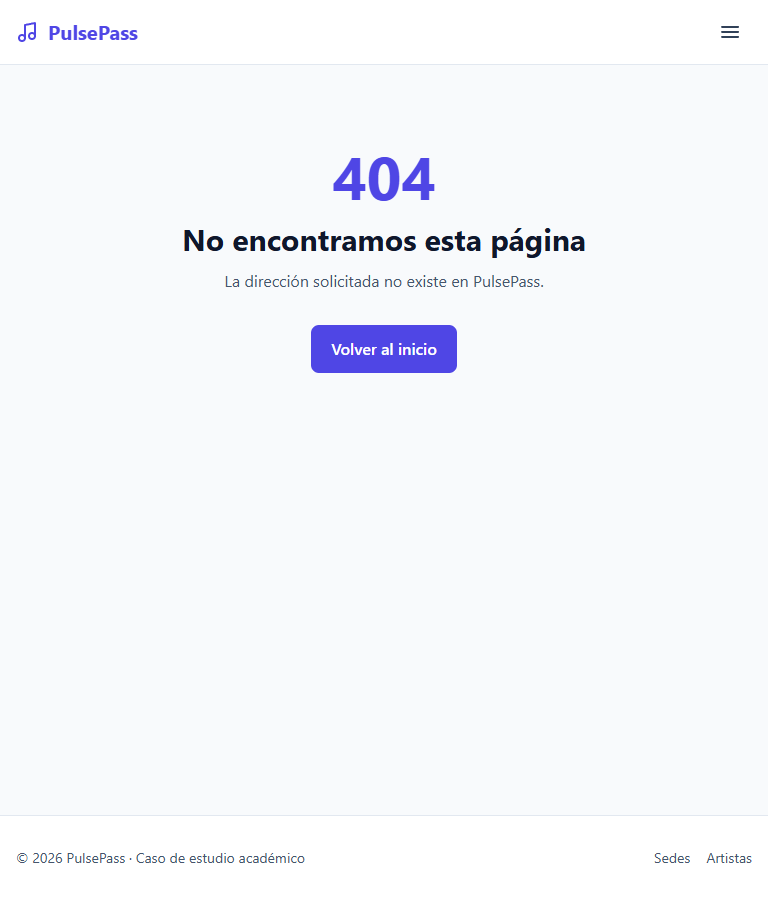 PulsePass
404
No encontramos esta página
La dirección solicitada no existe en PulsePass.
Volver al inicio
© 2026 PulsePass · Caso de estudio académico
Sedes Artistas